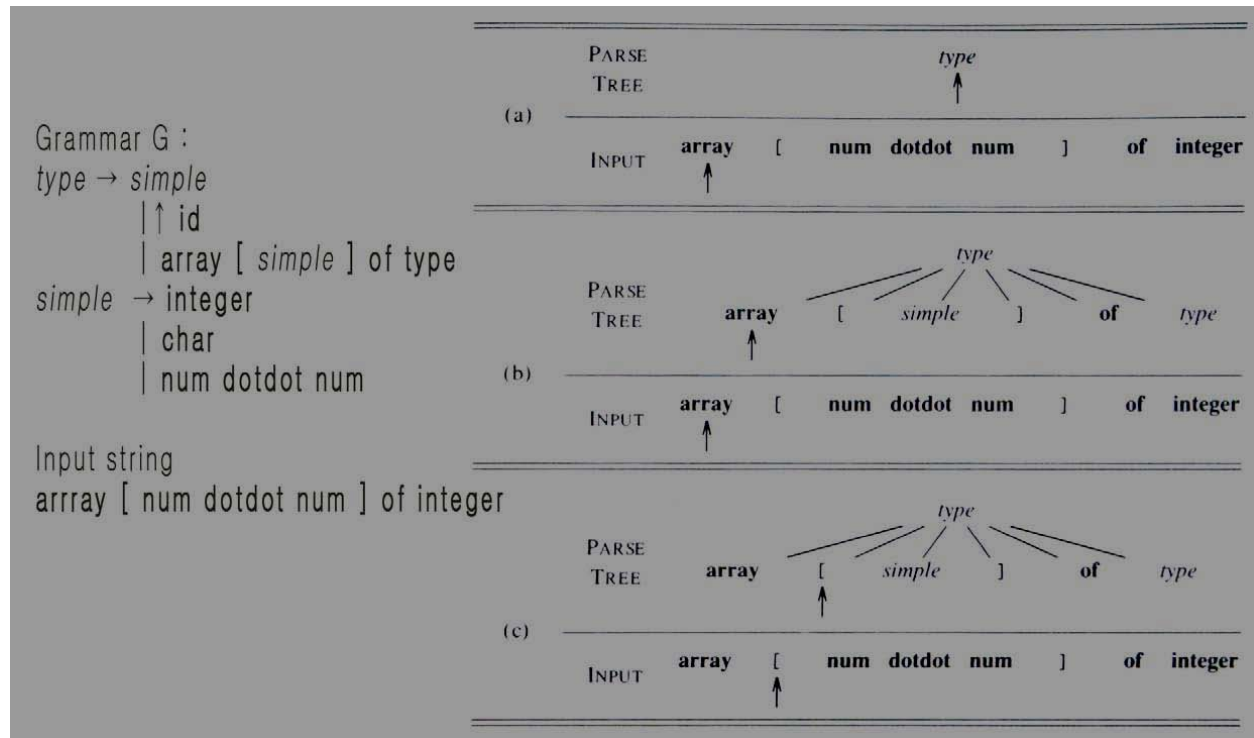 Grammar G :
type → simple
| ↑ id
| array [ simple ] of type
simple → integer
| char
| num dotdot num
Input string
arrray [ num dotdot num ] of integer
PARSE
TREE
type
(a)
INPUT
array [ num dotdot num ] of integer
type
PARSE
TREE
array [ simple ] of type
(b)
INPUT
array [ num dotdot num ] of integer
type
PARSE
TREE
array [ simple ] of type
(c)
INPUT
array [ num dotdot num ] of integer